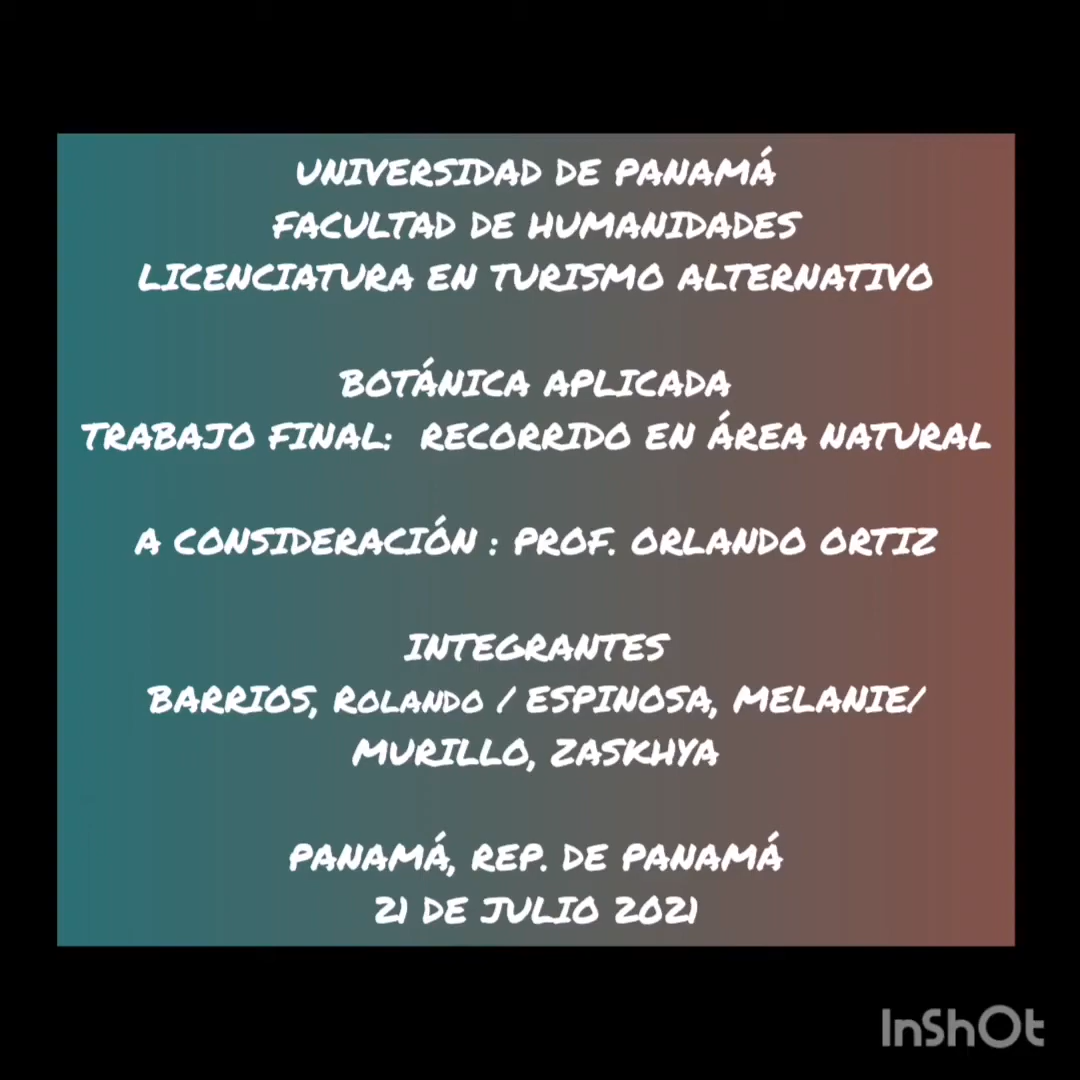 UNIVERSIDAD DE PANAMÁ
FACULTAD DE HUMANIDADES
LICENCIATURA EN TURISMO ALTERNATIVO
BOTÁNICA APLICADA
TRABAJO FINAL: RECORRIDO EN ÁREA NATURAL
A CONSIDERACIÓN : PROF. ORLANDO ORTIZ
INTEGRANTES
BARRIOS, ROLANDO / ESPINOSA, MELANIE/
MURILLO, ZASKHYA
PANAMÁ, REP. DE PANAMÁ
21 DE JULIO 2021
InShOt